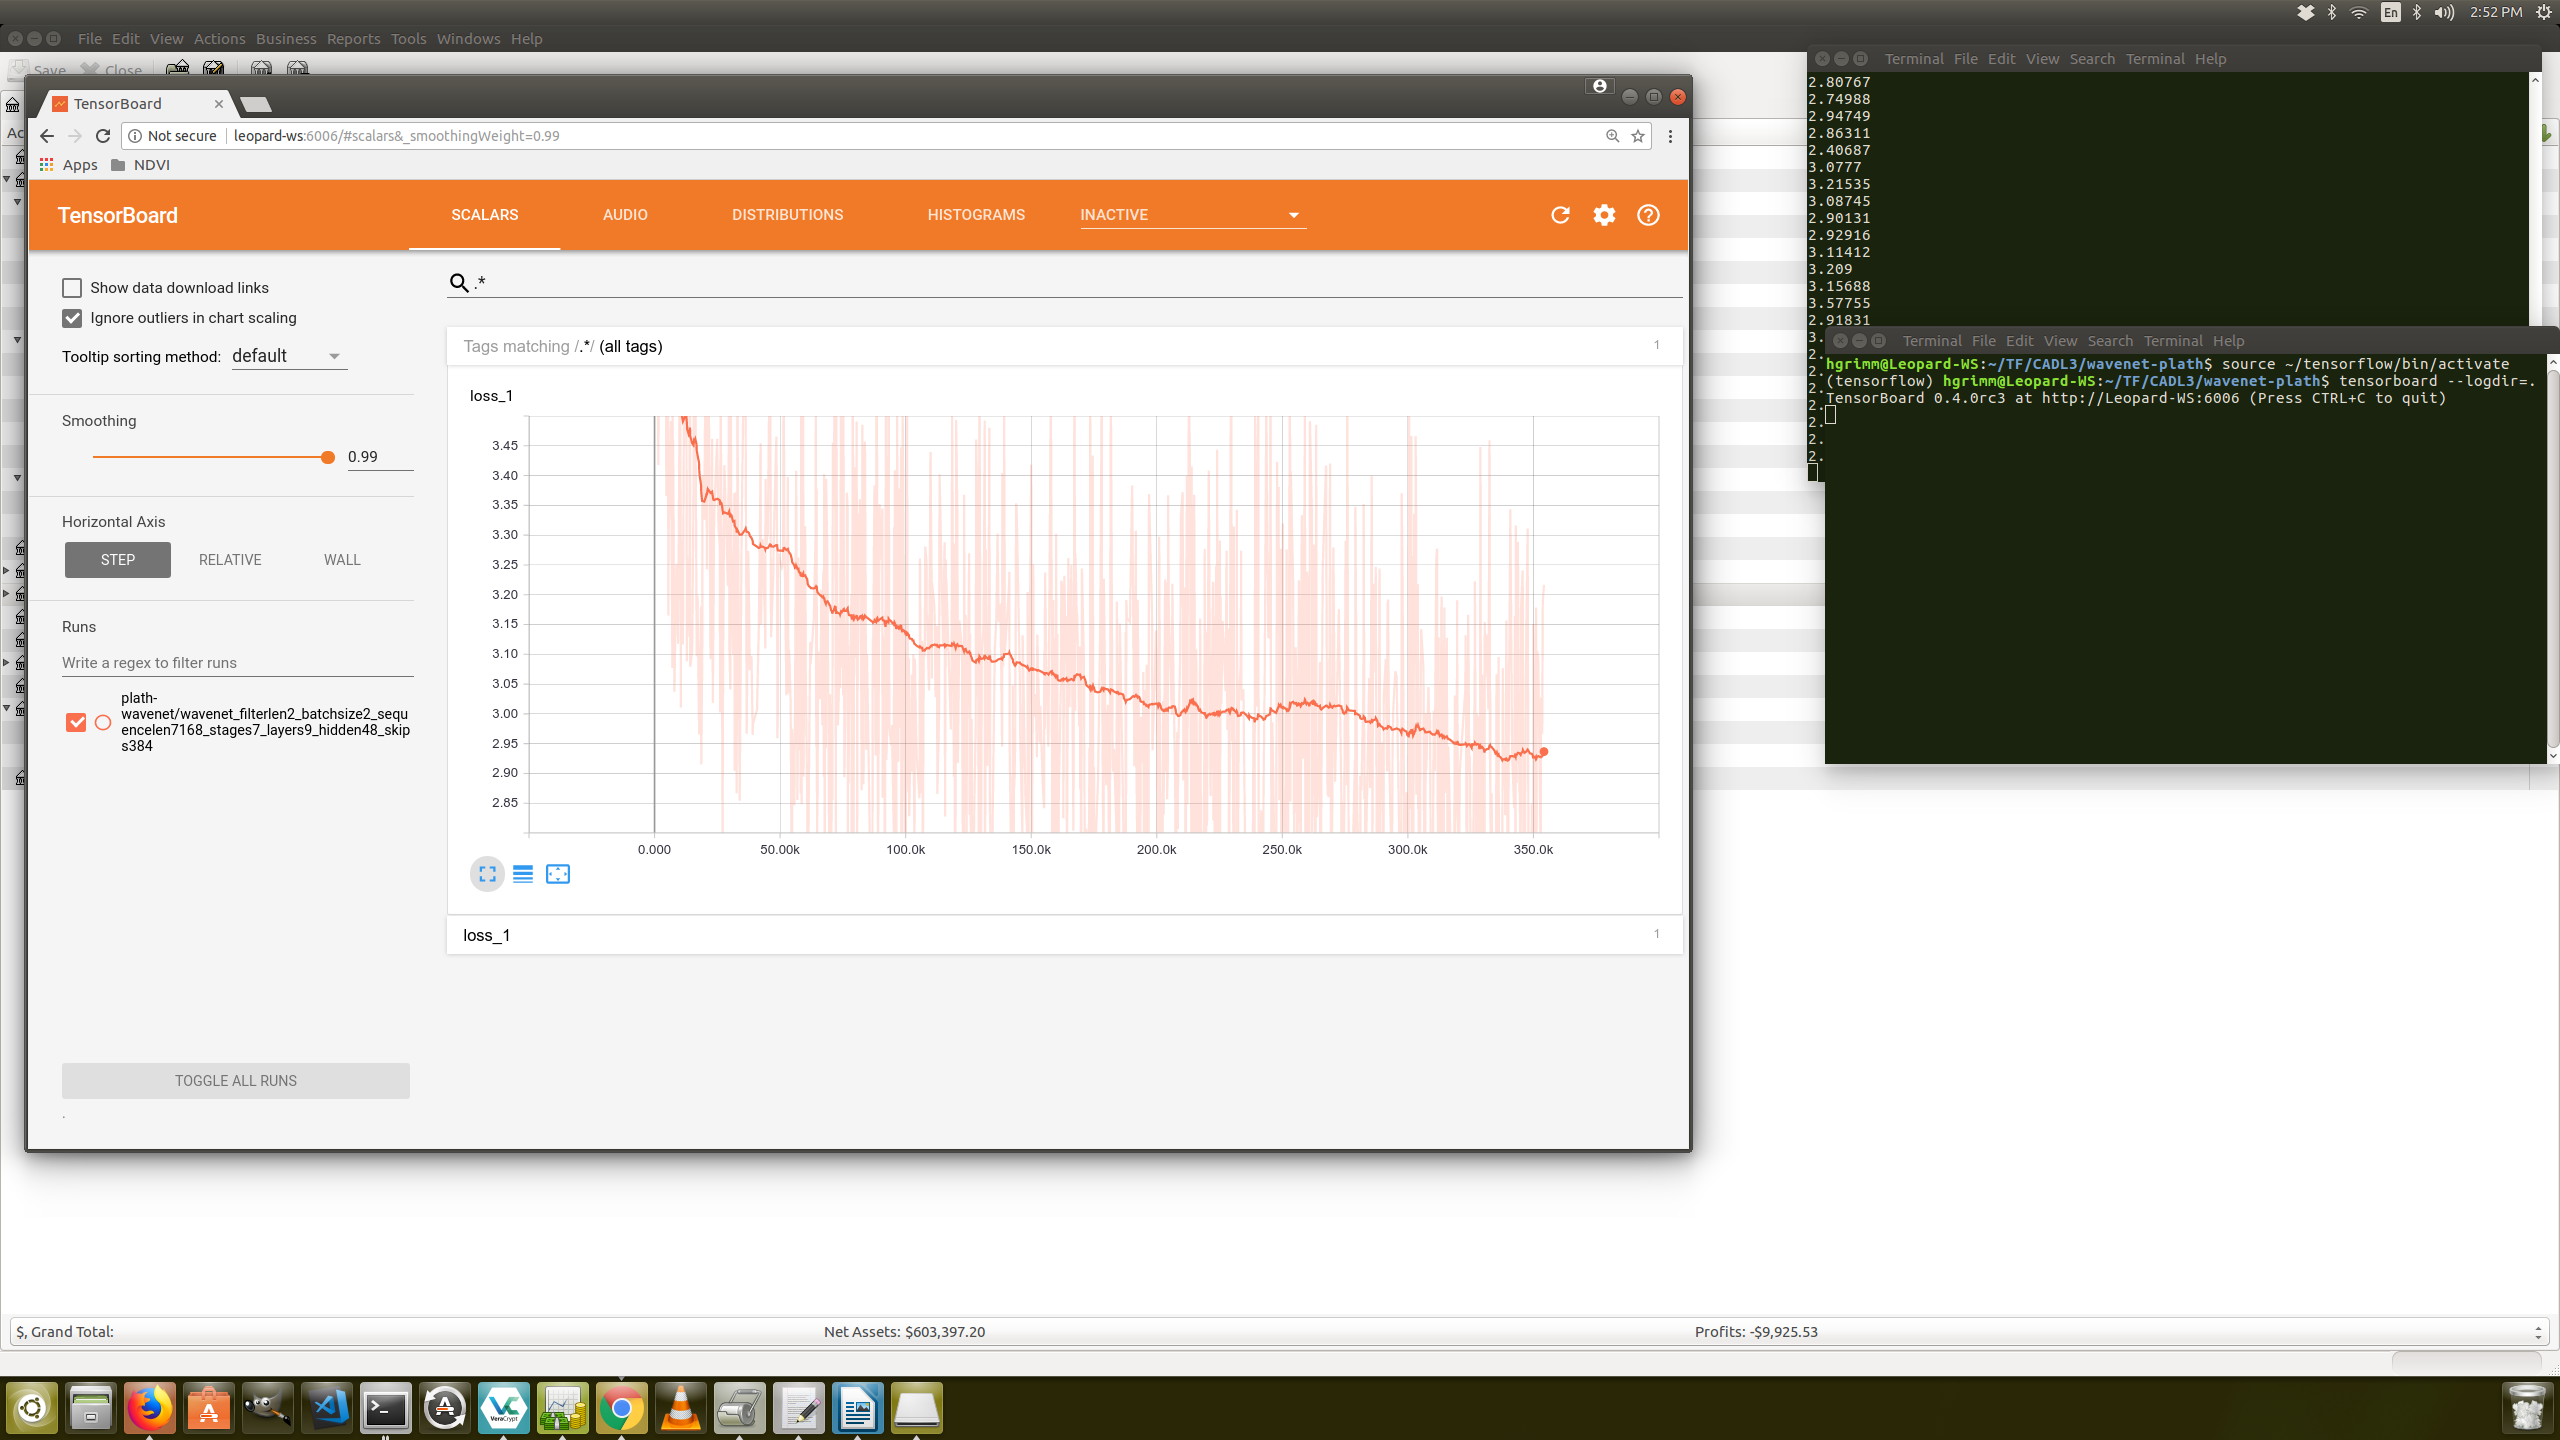 2:52 PM
En
File Edit View Actions Business Reports Tools Windows Help
Save Close
TensorBoard
Not secure leopard-ws:6006/#scalars&_smoothingWeight=0.99
Apps NDVI
TensorBoard SCALARS AUDIO DISTRIBUTIONS HISTOGRAMS INACTIVE
Show data download links
Ignore outliers in chart scaling
Tooltip sorting method: default
Smoothing
0.99
Horizontal Axis
STEP RELATIVE WALL
Runs
Write a regex to filter runs
plath-
wavenet/wavenet_filterlen2_batchsize2_sequ
encelen7168_stages7_layers9_hidden48_skip
s384
TOGGLE ALL RUNS
.
.*
Tags matching /.*/ (all tags) 1
loss_1
3.45
3.40
3.35
3.30
3.25
3.20
3.15
3.10
3.05
3.00
2.95
2.90
2.85
0.000 50.00k 100.0k 150.0k 200.0k 250.0k 300.0k 350.0k
loss_1 1
Terminal File Edit View Search Terminal Help
2.80767
2.74988
2.94749
2.86311
2.40687
3.0777
3.21535
3.08745
2.90131
2.92916
3.11412
3.209
3.15688
3.57755
2.91831
Terminal File Edit View Search Terminal Help
hgrimm@Leopard-WS:~/TF/CADL3/wavenet-plath$ source ~/tensorflow/bin/activate
(tensorflow) hgrimm@Leopard-WS:~/TF/CADL3/wavenet-plath$ tensorboard --logdir=.
TensorBoard 0.4.0rc3 at http://Leopard-WS:6006 (Press CTRL+C to quit)
$, Grand Total: Net Assets: $603,397.20 Profits: -$9,925.53
VeraCrypt